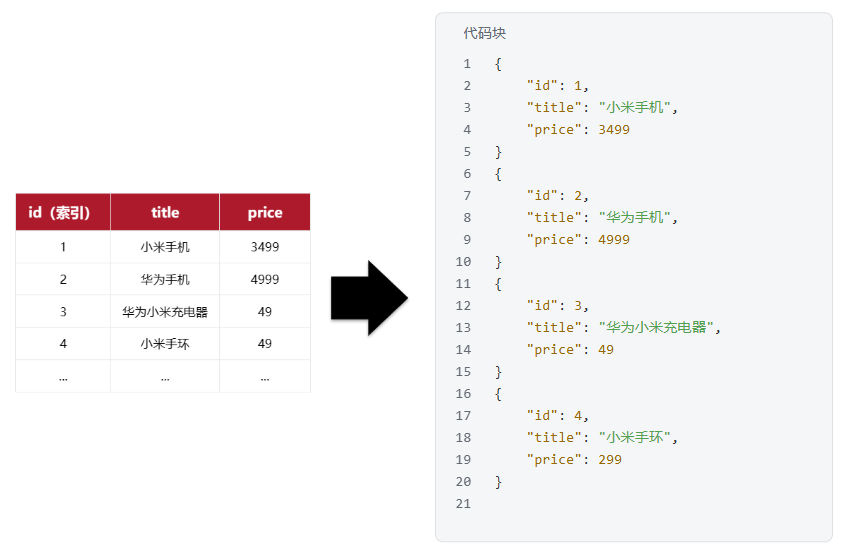 id（索引） title price
1 小米手机 3499
2 华为手机 4999
3 华为小米充电器 49
4 小米手环 49
... ... ...
代码块
1 {
2 "id": 1,
3 "title": "小米手机",
4 "price": 3499
5 }
6 {
7 "id": 2,
8 "title": "华为手机",
9 "price": 4999
10 }
11 {
12 "id": 3,
13 "title": "华为小米充电器",
14 "price": 49
15 }
16 {
17 "id": 4,
18 "title": "小米手环",
19 "price": 299
20 }
21